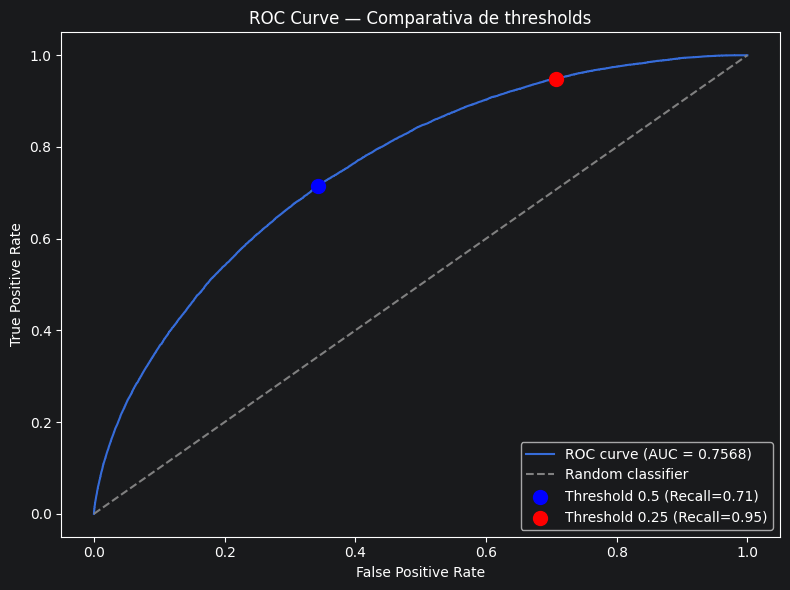 ROC Curve — Comparativa de thresholds
True Positive Rate
1.0
0.8
0.6
0.4
0.2
0.0
0.0 0.2 0.4 0.6 0.8 1.0
False Positive Rate
ROC curve (AUC = 0.7568)
Random classifier
Threshold 0.5 (Recall=0.71)
Threshold 0.25 (Recall=0.95)